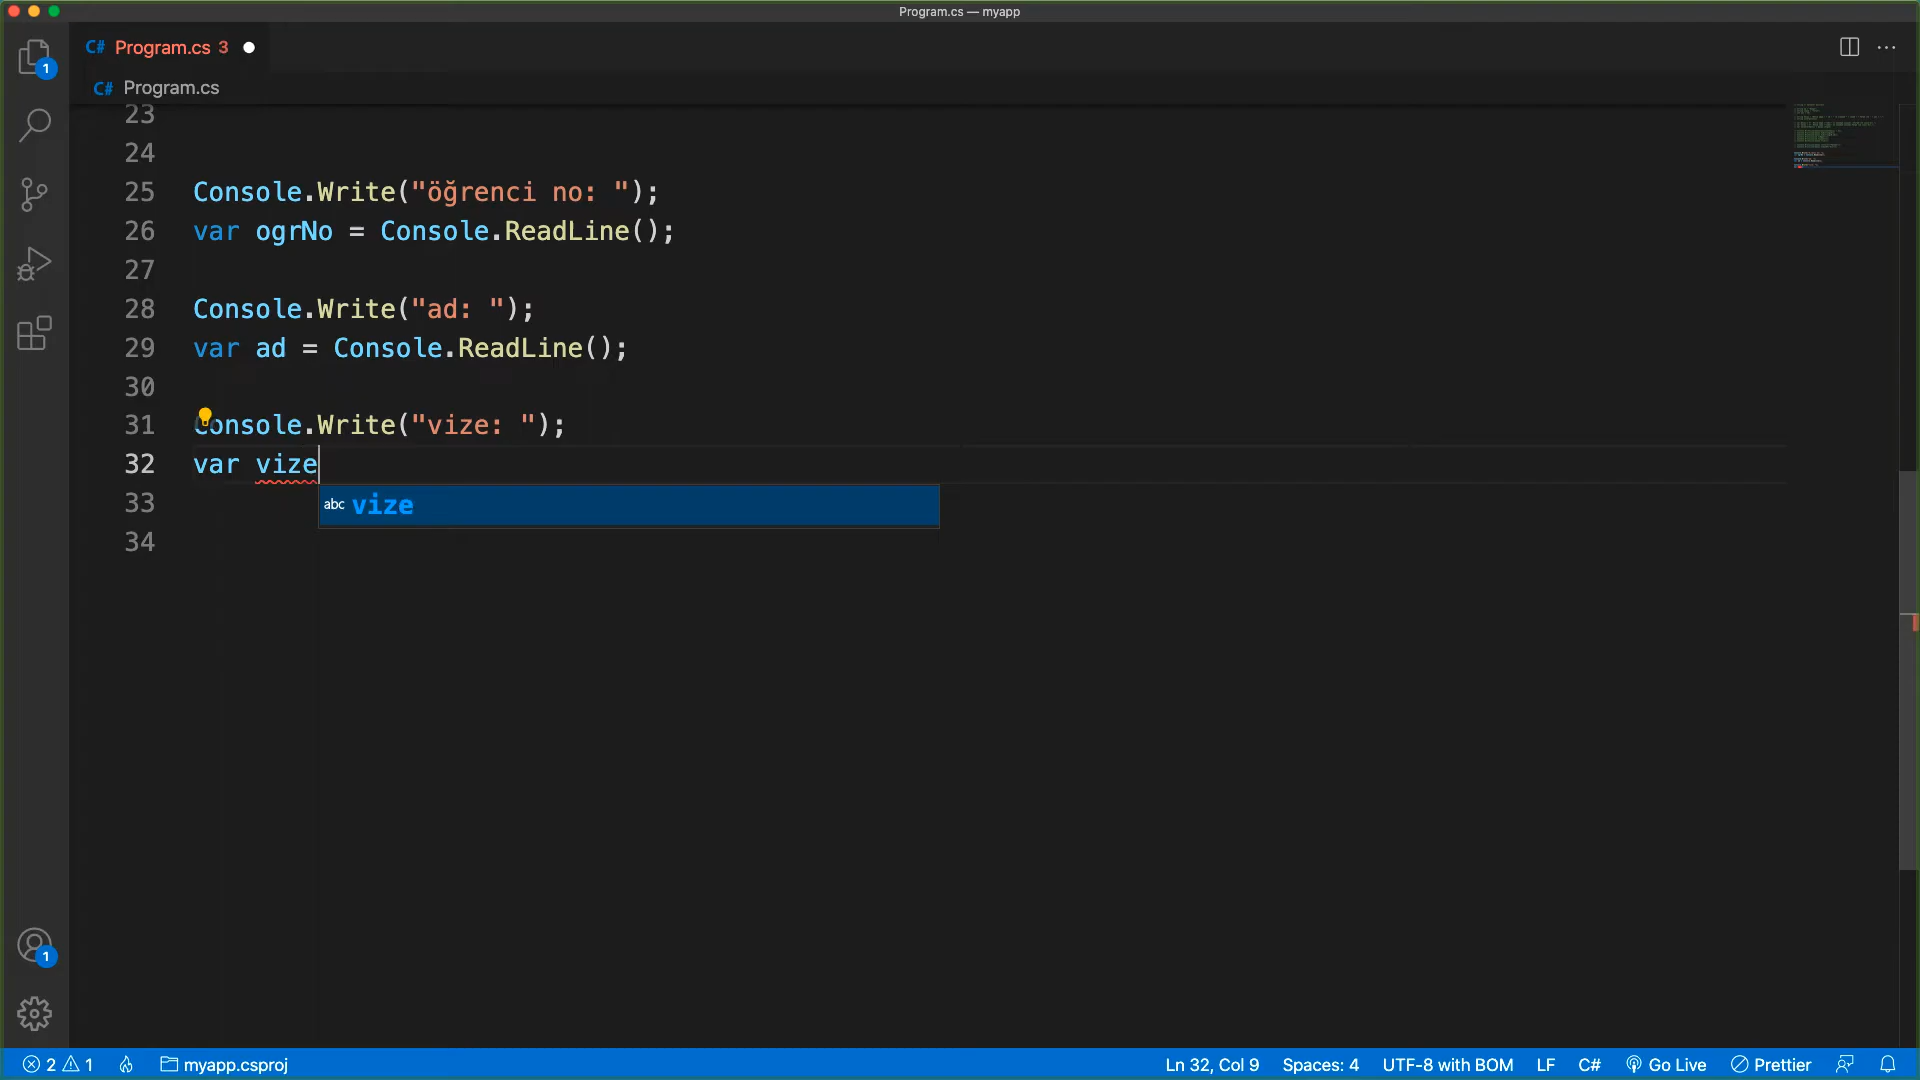 Program.cs — myapp
C# Program.cs 3
C# Program.cs
1
23
24
25 Console.Write("öğrenci no: ");
26 var ogrNo = Console.ReadLine();
27
28 Console.Write("ad: ");
29 var ad = Console.ReadLine();
30
31 Console.Write("vize: ");
32 var vize
33 abc vize
34
1
2 1 myapp.csproj Ln 32, Col 9 Spaces: 4 UTF-8 with BOM LF C# Go Live Prettier